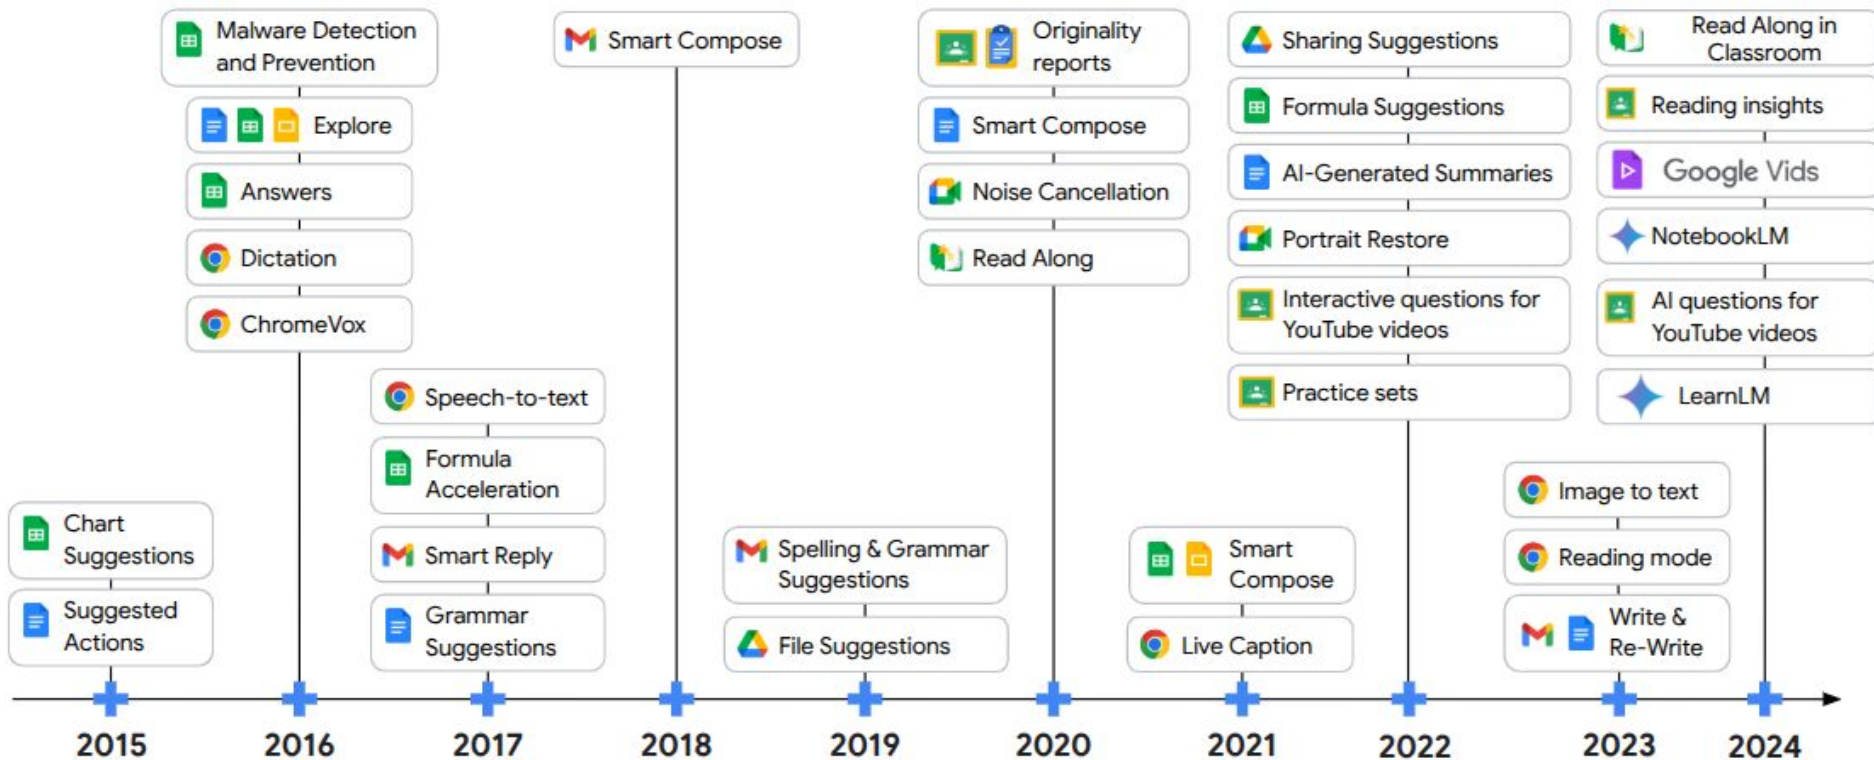 Malware Detection
and Prevention
Explore
Answers
Dictation
ChromeVox
Speech-to-text
Formula
Acceleration
Smart Reply
Grammar
Suggestions
Chart
Suggestions
Suggested
Actions
Smart Compose
Spelling & Grammar
Suggestions
File Suggestions
Originality
reports
Smart Compose
Noise Cancellation
Read Along
Smart
Compose
Live Caption
Sharing Suggestions
Formula Suggestions
AI-Generated Summaries
Portrait Restore
Interactive questions for
YouTube videos
Practice sets
Image to text
Reading mode
Write &
Re-Write
Read Along in
Classroom
Reading insights
Google Vids
NotebookLM
AI questions for
YouTube videos
LearnLM
2015 2016 2017 2018 2019 2020 2021 2022 2023 2024